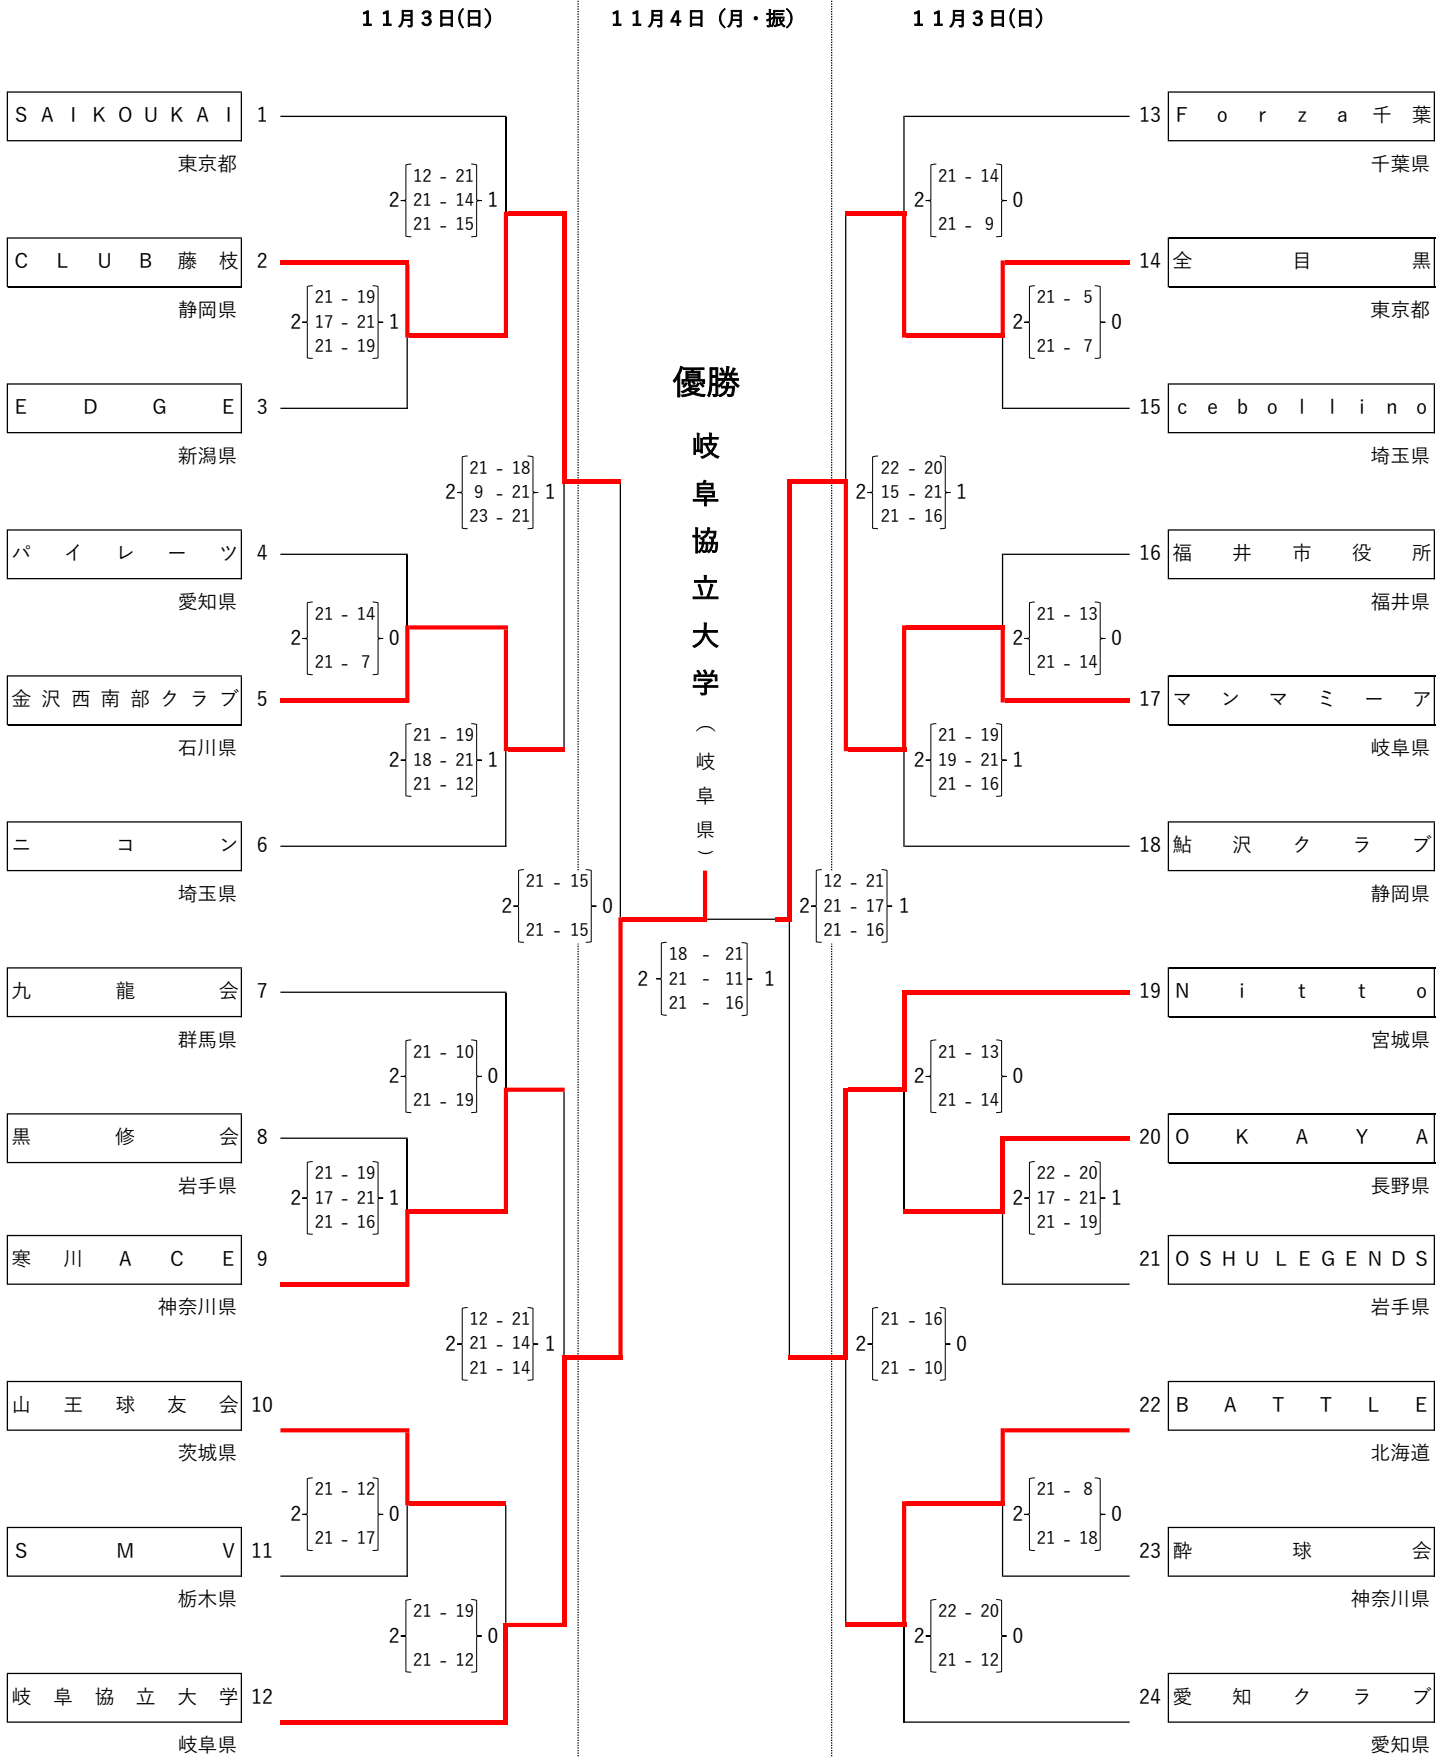 １１月３日(日)
１１月４日（月・振）
１１月３日(日)
SAIKOUKAI 1
東京都
12 - 21
2 21 - 14 1
21 - 15
CLUB藤枝 2
静岡県
21 - 19
2 17 - 21 1
21 - 19
EDGE 3
新潟県
21 - 18
2 9 - 21 1
23 - 21
パイレーツ 4
愛知県
21 - 14
2 0
21 - 7
金沢西南部クラブ 5
石川県
21 - 19
2 18 - 21 1
21 - 12
ニコン 6
埼玉県
21 - 15
2 0
21 - 15
九龍会 7
群馬県
21 - 10
2 0
21 - 19
黒修会 8
岩手県
21 - 19
2 17 - 21 1
21 - 16
寒川ACE 9
神奈川県
12 - 21
2 21 - 14 1
21 - 14
山王球友会 10
茨城県
21 - 12
2 0
21 - 17
SMV 11
栃木県
21 - 19
2 0
21 - 12
岐阜協立大学 12
岐阜県
優勝
岐阜協立大学（岐阜県）
18 - 21
2 21 - 11 1
21 - 16
13 Forza千葉
千葉県
21 - 14
2 0
21 - 9
14 全目黒
東京都
21 - 5
2 0
21 - 7
15 cebollino
埼玉県
22 - 20
2 15 - 21 1
21 - 16
16 福井市役所
福井県
21 - 13
2 0
21 - 14
17 マンマミーア
岐阜県
21 - 19
2 19 - 21 1
21 - 16
18 鮎沢クラブ
静岡県
12 - 21
2 21 - 17 1
21 - 16
19 Nitto
宮城県
21 - 13
2 0
21 - 14
20 OKAYA
長野県
22 - 20
2 17 - 21 1
21 - 19
21 OSHU LEGENDS
岩手県
21 - 16
2 0
21 - 10
22 BATTLE
北海道
21 - 8
2 0
21 - 18
23 酔球会
神奈川県
22 - 20
2 0
21 - 12
24 愛知クラブ
愛知県